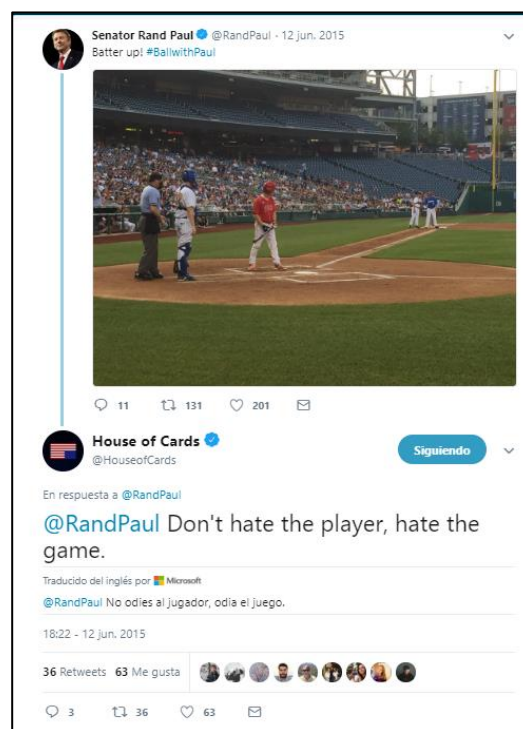 Senator Rand Paul @RandPaul · 12 jun. 2015
Batter up! #BallwithPaul
11 131 201
House of Cards
@HouseofCards
Siguiendo
En respuesta a @RandPaul
@RandPaul Don't hate the player, hate the
game.
Traducido del inglés por Microsoft
@RandPaul No odies al jugador, odia el juego.
18:22 - 12 jun. 2015
36 Retweets 63 Me gusta
3 36 63